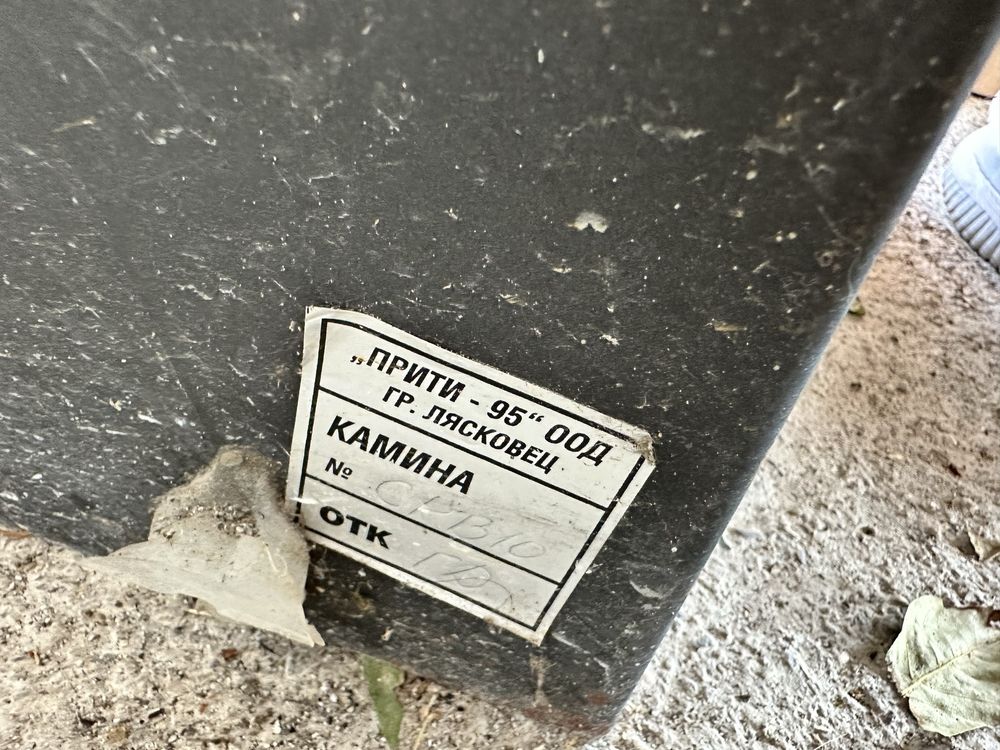 „ПРИТИ - 95“ ООД
ГР. ЛЯСКОВЕЦ
КАМИНА
№
ОТК